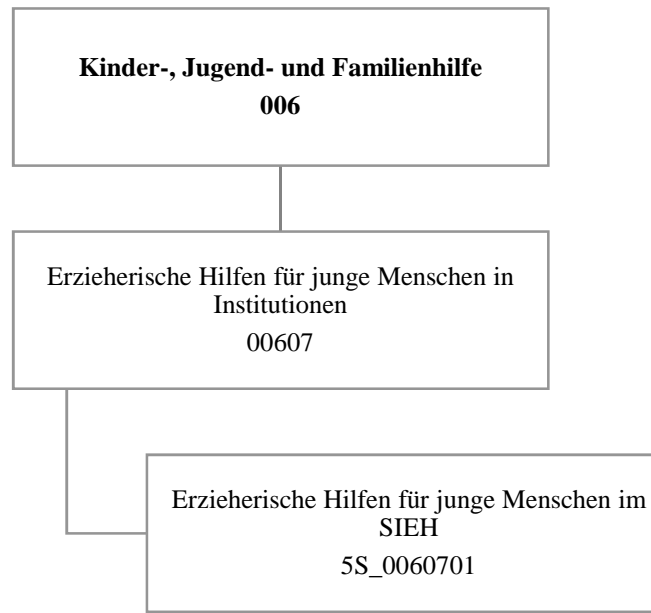 Kinder-, Jugend- und Familienhilfe
006
Erzieherische Hilfen für junge Menschen in
Institutionen
00607
Erzieherische Hilfen für junge Menschen im
SIEH
5S_0060701